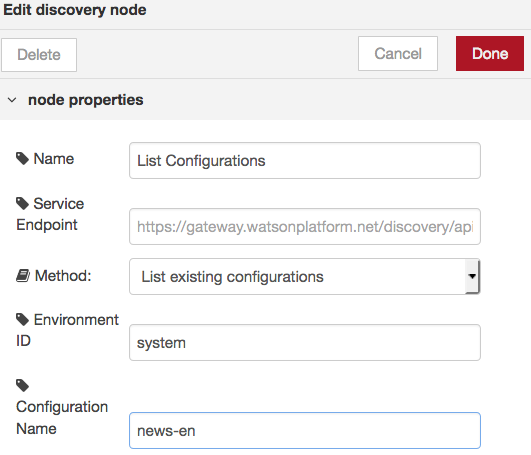 Edit discovery node
Delete Cancel Done
node properties
Name List Configurations
Service
Endpoint https://gateway.watsonplatform.net/discovery/api
Method: List existing configurations
Environment
ID system
Configuration
Name news-en